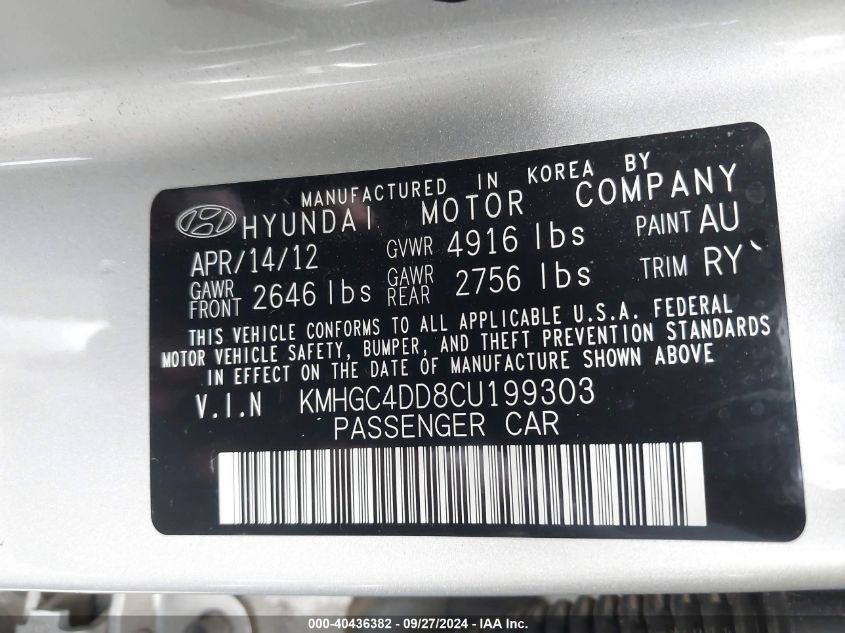 MANUFACTURED IN KOREA BY
HYUNDAI MOTOR COMPANY
APR/14/12 GVWR 4916 lbs PAINT AU
GAWR FRONT 2646 lbs GAWR REAR 2756 lbs TRIM RY
THIS VEHICLE CONFORMS TO ALL APPLICABLE U.S.A. FEDERAL
MOTOR VEHICLE SAFETY, BUMPER, AND THEFT PREVENTION STANDARDS
IN EFFECT ON THE DATE OF MANUFACTURE SHOWN ABOVE
V.I.N KMHGC4DD8CU199303
PASSENGER CAR
000-40436382 - 09/27/2024 - IAA Inc.